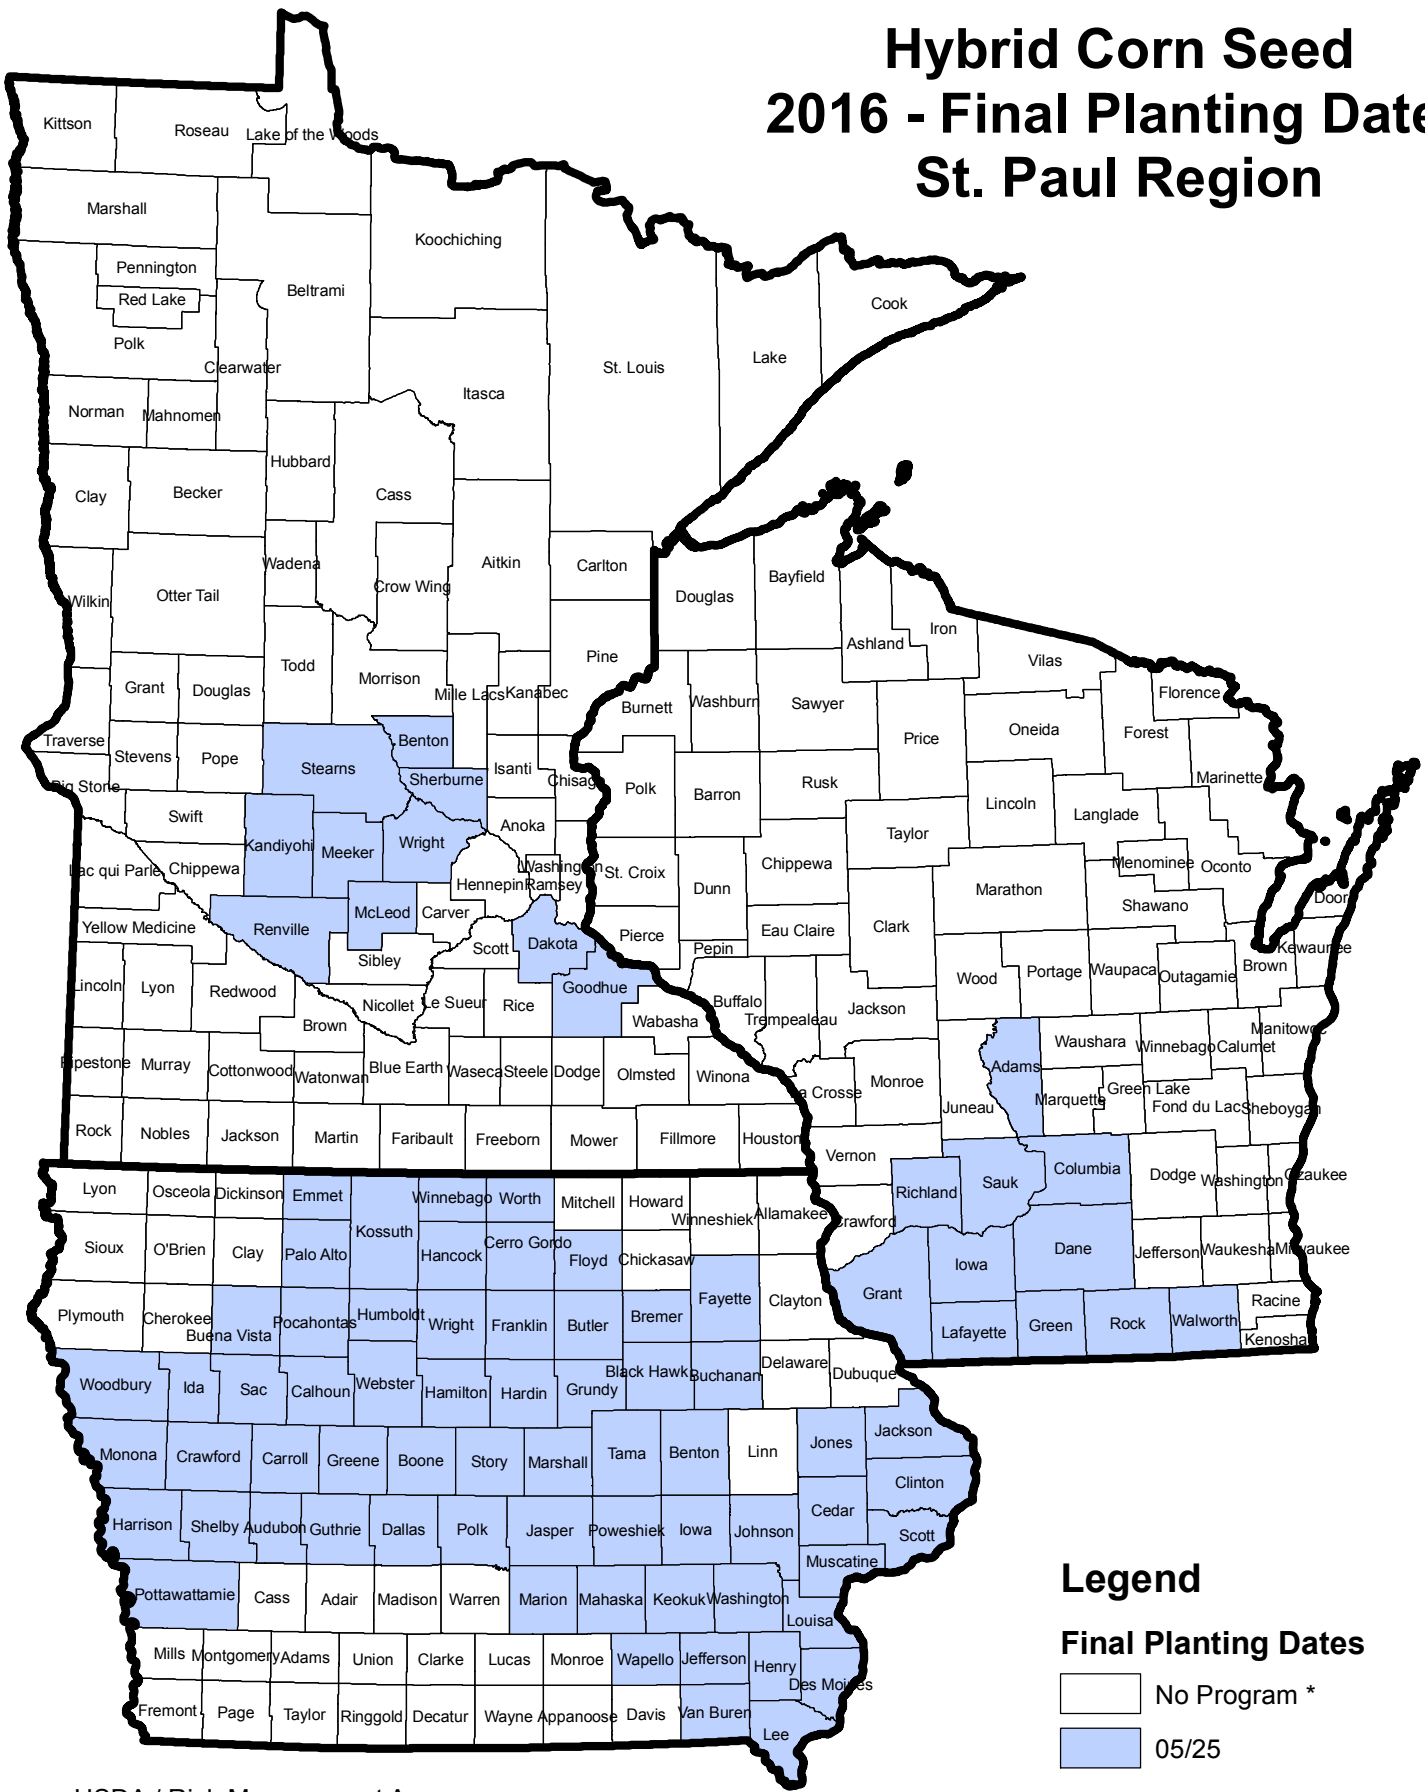 Hybrid Corn Seed
2016 - Final Planting Date
St. Paul Region
Kittson
Roseau
Lake of the Woods
Marshall
Koochiching
Pennington
Beltrami
Red Lake
Cook
Polk
Lake
Clearwater
St. Louis
Itasca
Norman
Mahnomen
Hubbard
Clay
Becker
Cass
Wadena
Aitkin
Carlton
Crow Wing
Bayfield
Wilkin
Otter Tail
Douglas
Iron
Ashland
Todd
Pine
Vilas
Morrison
Grant
Douglas
Mille Lacs
Kanabec
Florence
Burnett
Washburn
Sawyer
Oneida
Forest
Price
Traverse
Benton
Stevens
Pope
Stearns
Isanti
Sherburne
Chisago
Marinette
Big Stone
Polk
Barron
Rusk
Lincoln
Langlade
Swift
Anoka
Taylor
Kandiyohi
Meeker
Wright
Lac qui Parle
Chippewa
Washington
Hennepin
Ramsey
St. Croix
Dunn
Chippewa
Menominee
Oconto
Marathon
Door
Shawano
McLeod
Carver
Yellow Medicine
Renville
Clark
Eau Claire
Pierce
Dakota
Scott
Pepin
Kewaunee
Sibley
Brown
Wood
Portage
Waupaca
Outagamie
Lincoln
Lyon
Redwood
Goodhue
Nicollet
Le Sueur
Rice
Buffalo
Trempealeau
Jackson
Brown
Wabasha
Manitowoc
Waushara
Winnebago
Calumet
Pipestone
Murray
Cottonwood
Watonwan
Blue Earth
Waseca
Steele
Dodge
Olmsted
Winona
Adams
Monroe
La Crosse
Green Lake
Marquette
Juneau
Fond du Lac
Sheboygan
Rock
Nobles
Jackson
Martin
Faribault
Freeborn
Mower
Fillmore
Houston
Vernon
Columbia
Dodge
Washington
Ozaukee
Lyon
Osceola
Dickinson
Emmet
Winnebago
Worth
Mitchell
Howard
Richland
Sauk
Winneshiek
Allamakee
Crawford
Kossuth
Sioux
O'Brien
Clay
Palo Alto
Hancock
Cerro Gordo
Floyd
Chickasaw
Dane
Jefferson
Waukesha
Milwaukee
Iowa
Grant
Fayette
Clayton
Racine
Plymouth
Cherokee
Buena Vista
Pocahontas
Humboldt
Wright
Franklin
Butler
Bremer
Lafayette
Green
Rock
Walworth
Kenosha
Delaware
Dubuque
Black Hawk
Buchanan
Woodbury
Ida
Sac
Calhoun
Webster
Hamilton
Hardin
Grundy
Jackson
Monona
Crawford
Carroll
Greene
Boone
Story
Marshall
Tama
Benton
Linn
Jones
Clinton
Cedar
Harrison
Shelby
Audubon
Guthrie
Dallas
Polk
Jasper
Poweshiek
Iowa
Johnson
Scott
Muscatine
Pottawattamie
Cass
Adair
Madison
Warren
Marion
Mahaska
Keokuk
Washington
Louisa
Mills
Montgomery
Adams
Union
Clarke
Lucas
Monroe
Wapello
Jefferson
Henry
Des Moines
Fremont
Page
Taylor
Ringgold
Decatur
Wayne
Appanoose
Davis
Van Buren
Lee
Legend
Final Planting Dates
No Program *
05/25